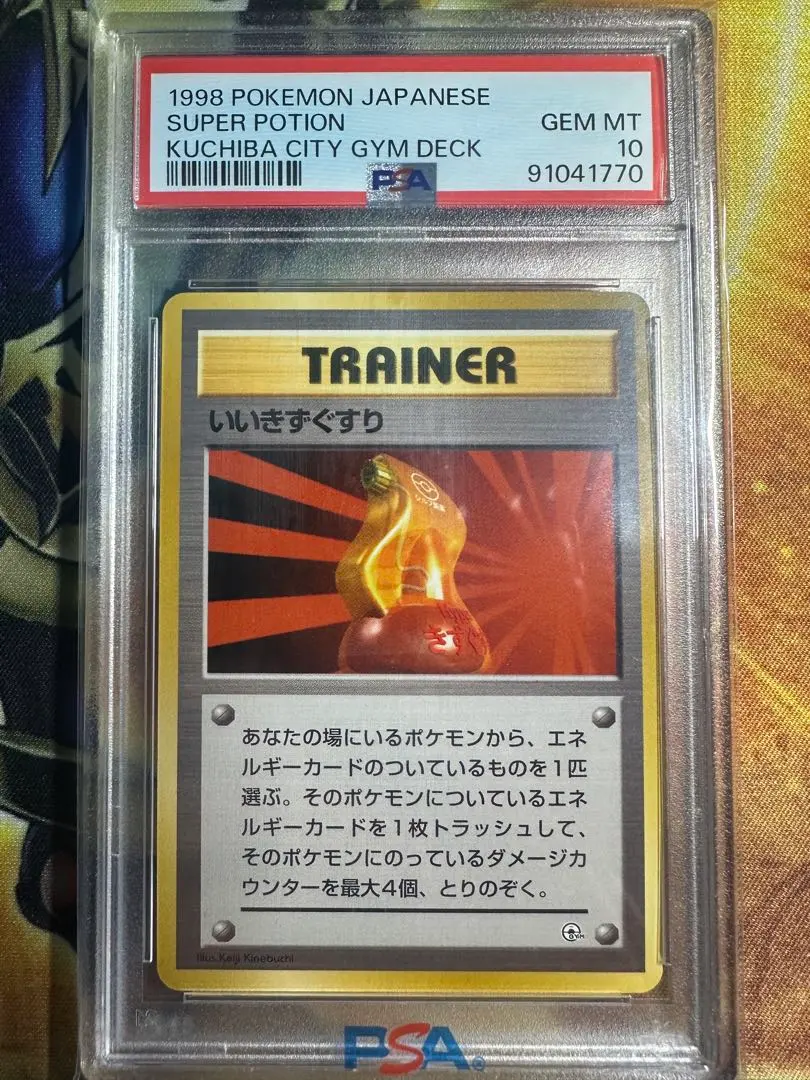 1998 POKEMON JAPANESE
SUPER POTION GEM MT
KUCHIBA CITY GYM DECK 10
PSA 91041770
TRAINER
いいきずぐすり
きずぐ
あなたの場にいるポケモンから、エネ
ルギーカードのついているものを1匹
選ぶ。そのポケモンについているエネ
ルギーカードを1枚トラッシュして、
そのポケモンにのっているダメージカ
ウンターを最大4個、とりのぞく。
GYM
Illus. Keiji Kinebuchi
PSA